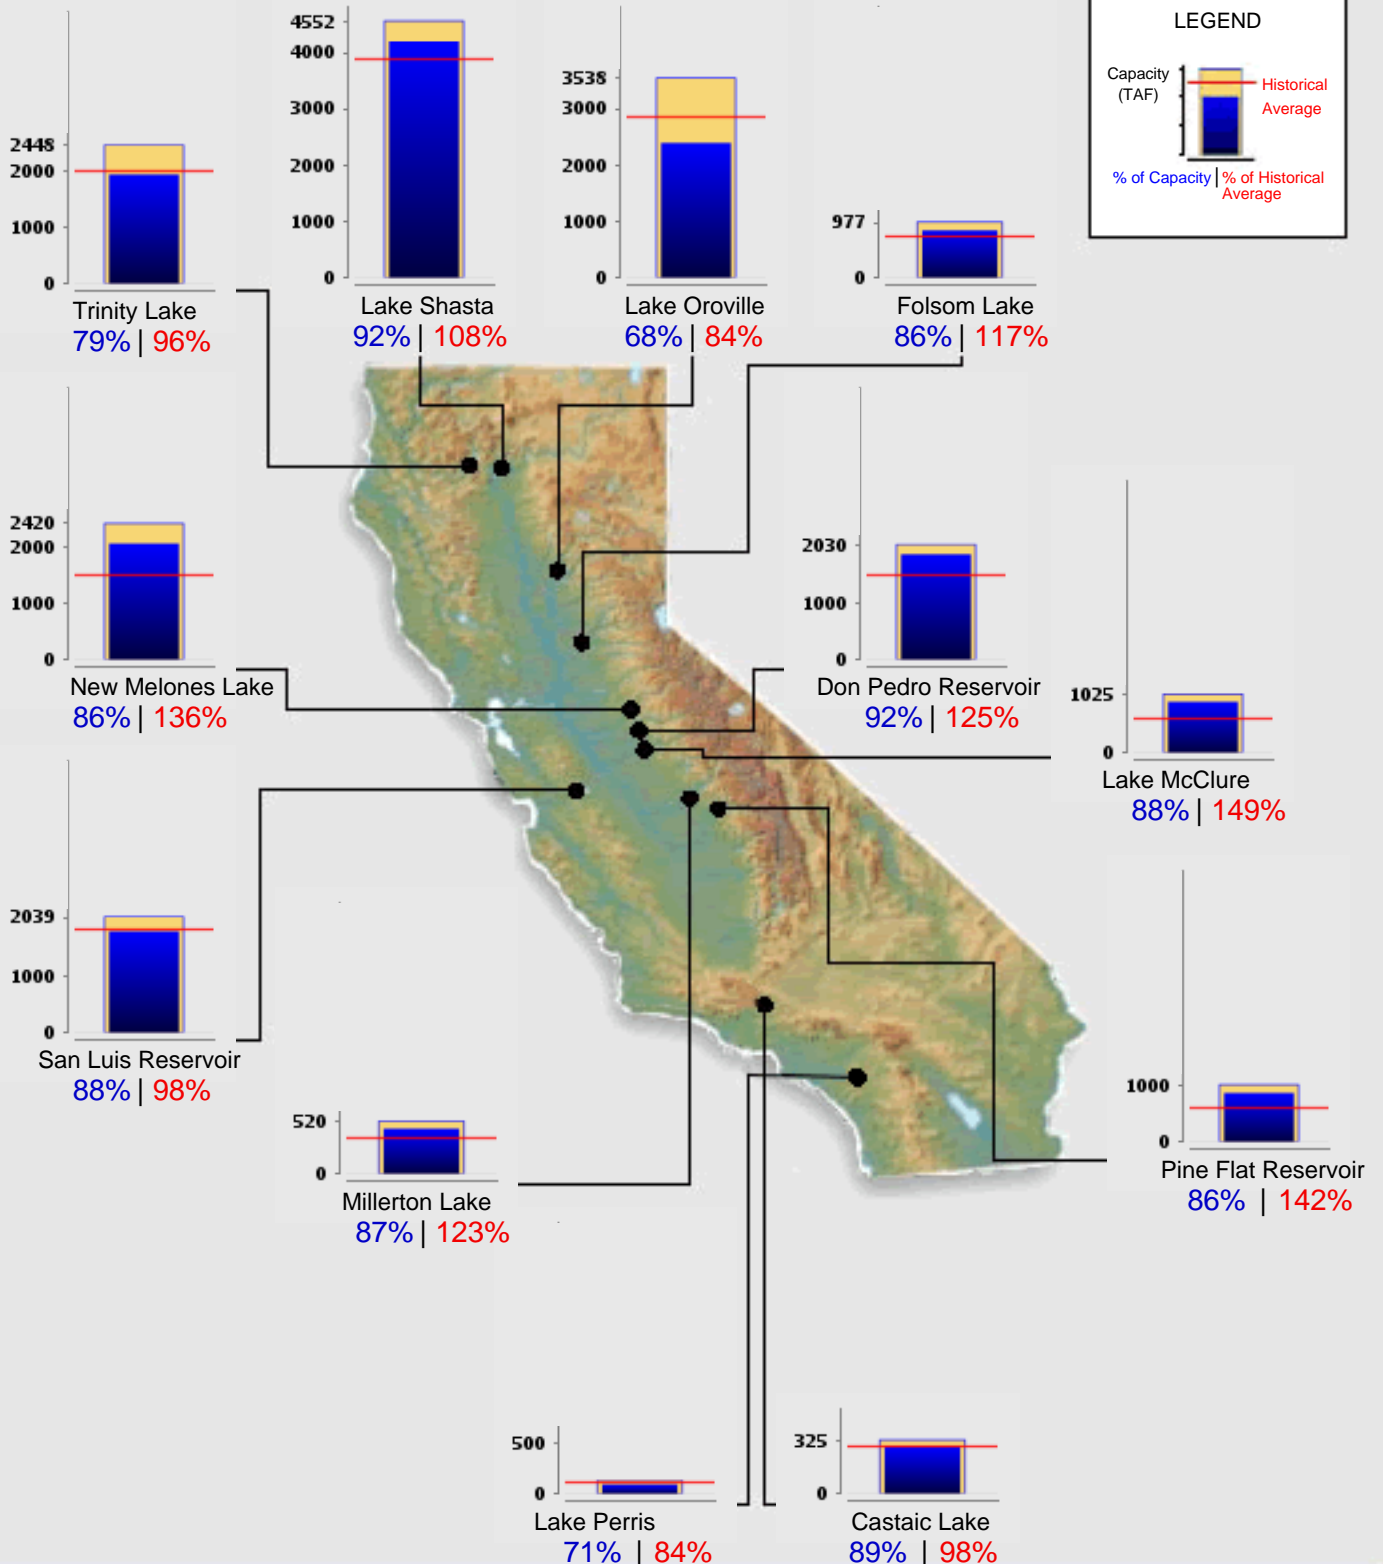 LEGEND
Capacity
(TAF)
Historical
Average
% of Capacity | % of Historical
Average
2448
2000
1000
0
Trinity Lake
79% | 96%
4552
4000
3000
2000
1000
0
Lake Shasta
92% | 108%
3538
3000
2000
1000
0
Lake Oroville
68% | 84%
977
0
Folsom Lake
86% | 117%
2420
2000
1000
0
New Melones Lake
86% | 136%
2030
1000
0
Don Pedro Reservoir
92% | 125%
1025
0
Lake McClure
88% | 149%
2039
1000
0
San Luis Reservoir
88% | 98%
520
0
Millerton Lake
87% | 123%
1000
0
Pine Flat Reservoir
86% | 142%
500
0
Lake Perris
71% | 84%
325
0
Castaic Lake
89% | 98%